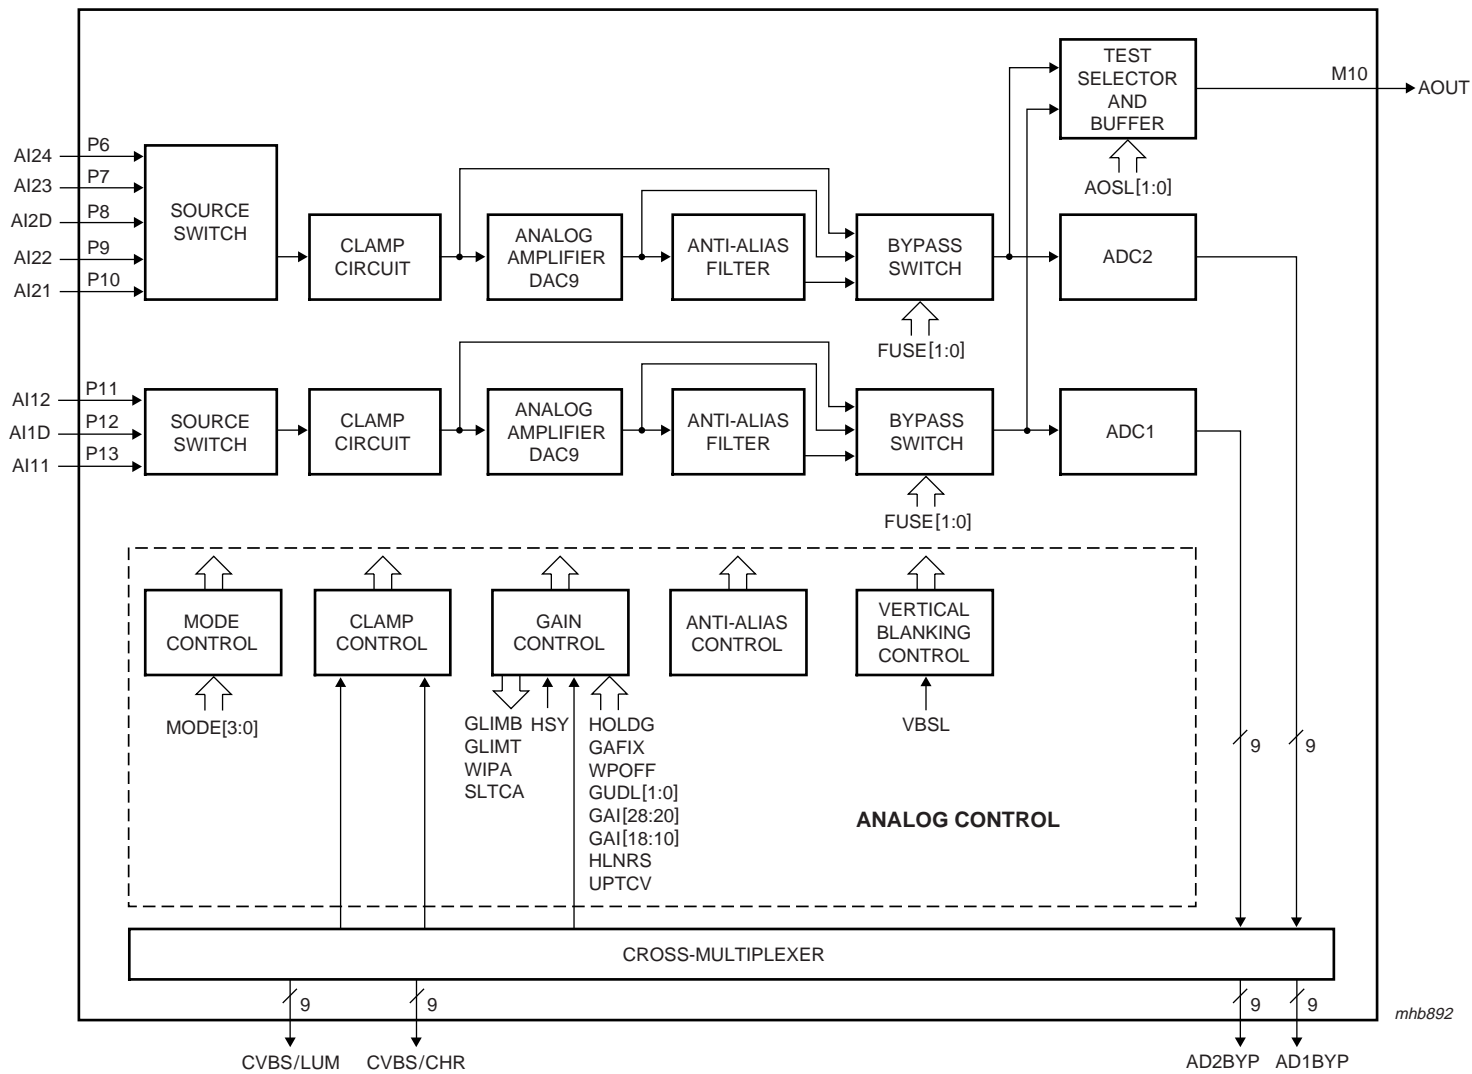 TEST
SELECTOR
AND
BUFFER
M10
AOUT
AOSL[1:0]
AI24
P6
AI23
P7
AI2D
P8
AI22
P9
AI21
P10
SOURCE
SWITCH
CLAMP
CIRCUIT
ANALOG
AMPLIFIER
DAC9
ANTI-ALIAS
FILTER
BYPASS
SWITCH
ADC2
FUSE[1:0]
AI12
P11
AI1D
P12
AI11
P13
SOURCE
SWITCH
CLAMP
CIRCUIT
ANALOG
AMPLIFIER
DAC9
ANTI-ALIAS
FILTER
BYPASS
SWITCH
ADC1
FUSE[1:0]
MODE
CONTROL
CLAMP
CONTROL
GAIN
CONTROL
ANTI-ALIAS
CONTROL
VERTICAL
BLANKING
CONTROL
MODE[3:0]
GLIMB
GLIMT
WIPA
SLTCA
HSY
HOLDG
GAFIX
WPOFF
GUDL[1:0]
GAI[28:20]
GAI[18:10]
HLNRS
UPTCV
VBSL
9
9
ANALOG CONTROL
CROSS-MULTIPLEXER
9
9
9
9
CVBS/LUM
CVBS/CHR
AD2BYP
AD1BYP
mhb892